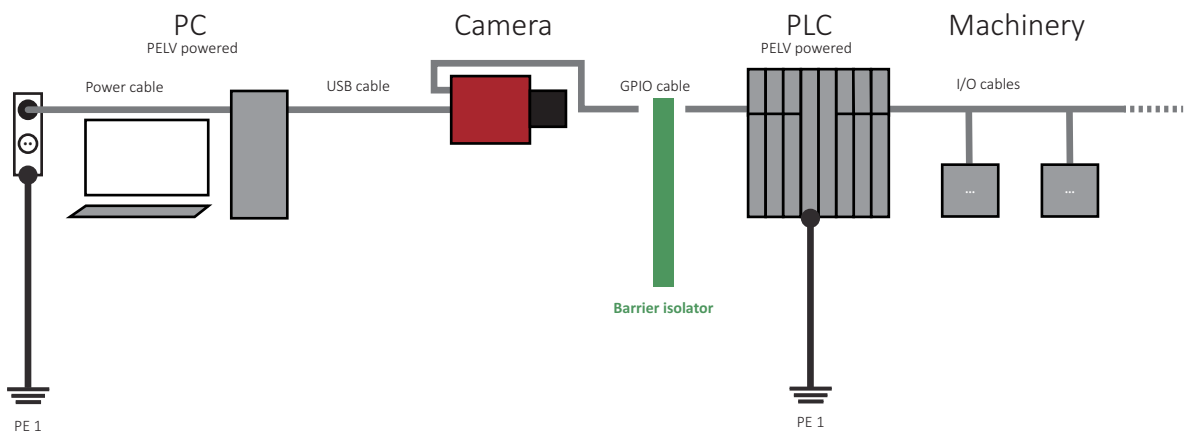 PC
PELV powered
Camera
PLC
PELV powered
Machinery
Power cable
USB cable
GPIO cable
I/O cables
...
...
Barrier isolator
PE 1
PE 1